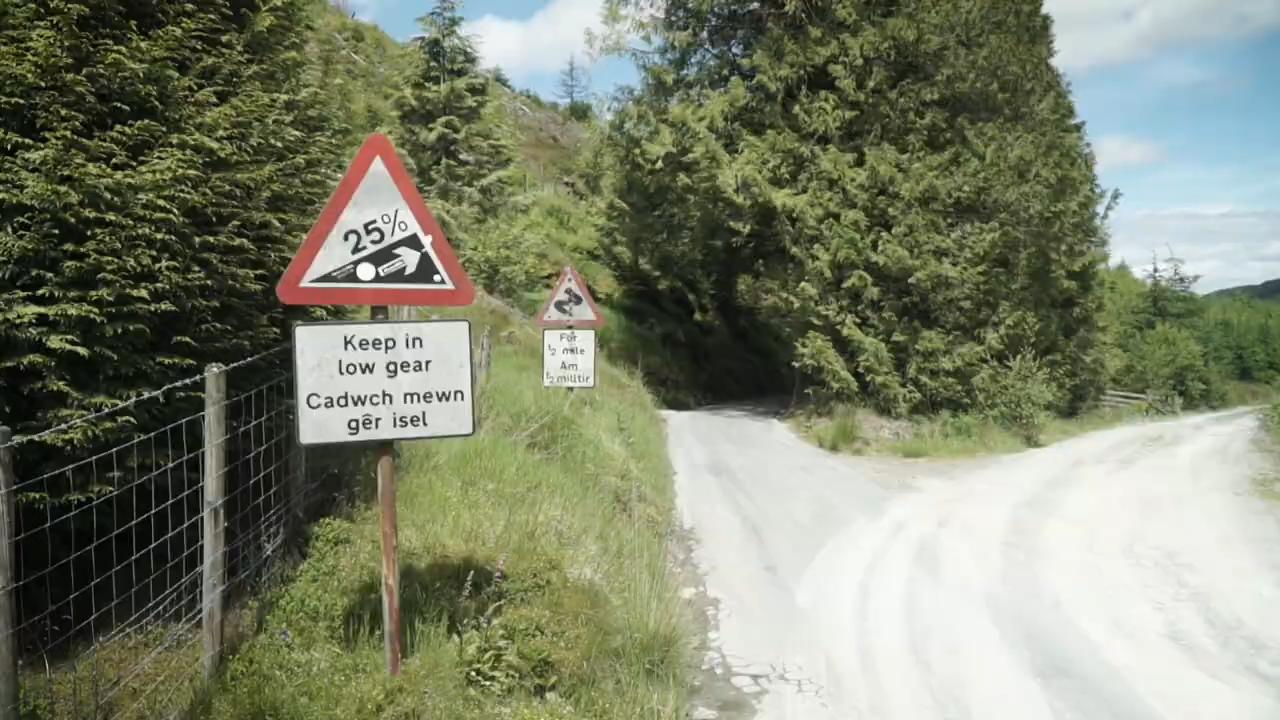 25%
Keep in
low gear
Cadwch mewn
gêr isel
For
½ mile
Am
½ milltir